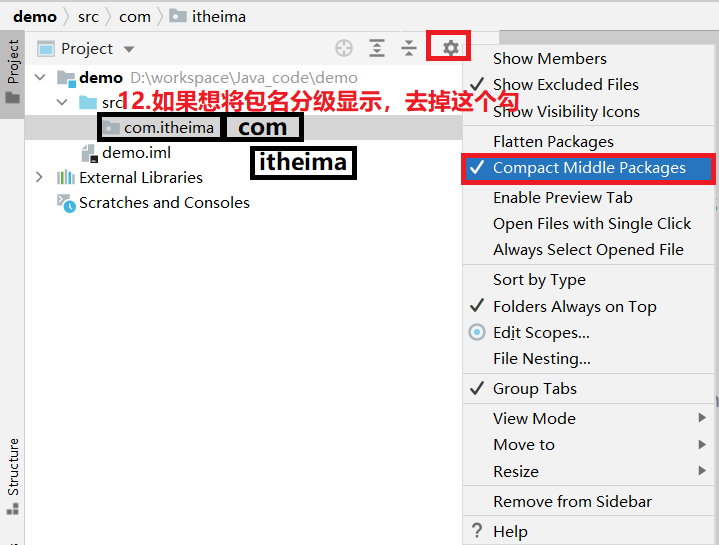 demo 〉 src 〉 com 〉 itheima
Project
Project
demo D:\workspace\Java_code\demo
src
12.如果想将包名分级显示，去掉这个勾
com.itheima
com
itheima
demo.iml
External Libraries
Scratches and Consoles
Structure
Show Members
Show Excluded Files
Show Visibility Icons
Flatten Packages
Compact Middle Packages
Enable Preview Tab
Open Files with Single Click
Always Select Opened File
Sort by Type
Folders Always on Top
Edit Scopes...
File Nesting...
Group Tabs
View Mode
Move to
Resize
Remove from Sidebar
? Help